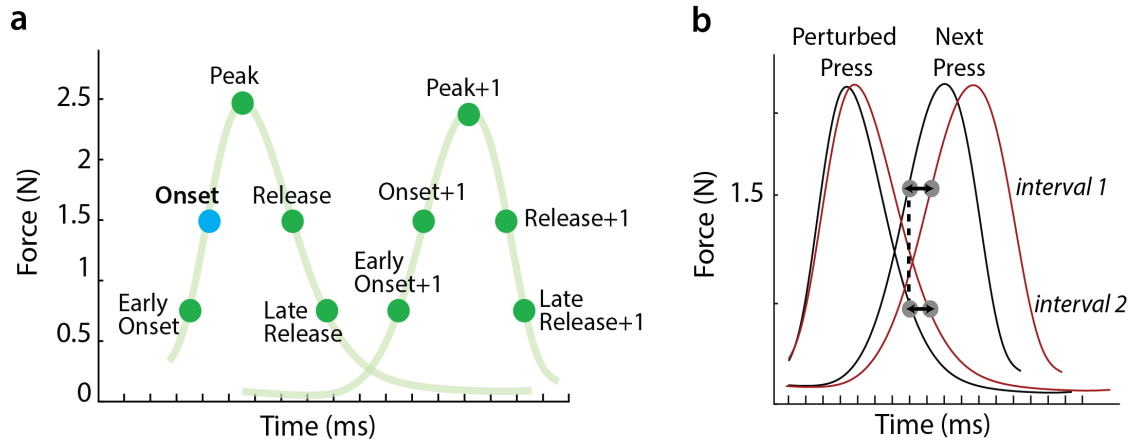 a
Peak
Peak+1
2.5
2
Onset
Release
Onset+1
1.5
Release+1
Force (N)
1
Early
Onset+1
Early
Onset
Late
Release
Late
Release+1
0.5
0
Time (ms)
b
Perturbed
Press
Next
Press
1.5
interval 1
Force (N)
interval 2
Time (ms)